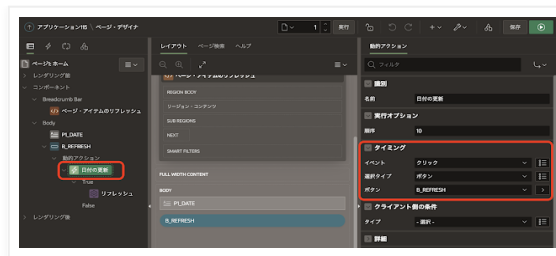 アプリケーション115 \ ページ・デザイナ
1
実行
保存
ページ1: ホーム
レンダリング前
コンポーネント
Breadcrumb Bar
ページ・アイテムのリフレッシュ
Body
P1_DATE
B_REFRESH
動的アクション
日付の更新
True
リフレッシュ
False
レンダリング後
レイアウト
ページ検索
ヘルプ
ページ・アイテムのリフレッシュ
REGION BODY
リージョン・コンテンツ
SUB REGIONS
NEXT
SMART FILTERS
FULL WIDTH CONTENT
BODY
P1_DATE
B_REFRESH
動的アクション
フィルタ
識別
名前 日付の更新
実行オプション
順序 10
タイミング
イベント クリック
選択タイプ ボタン
ボタン B_REFRESH
クライアント側の条件
タイプ - 選択 -
詳細